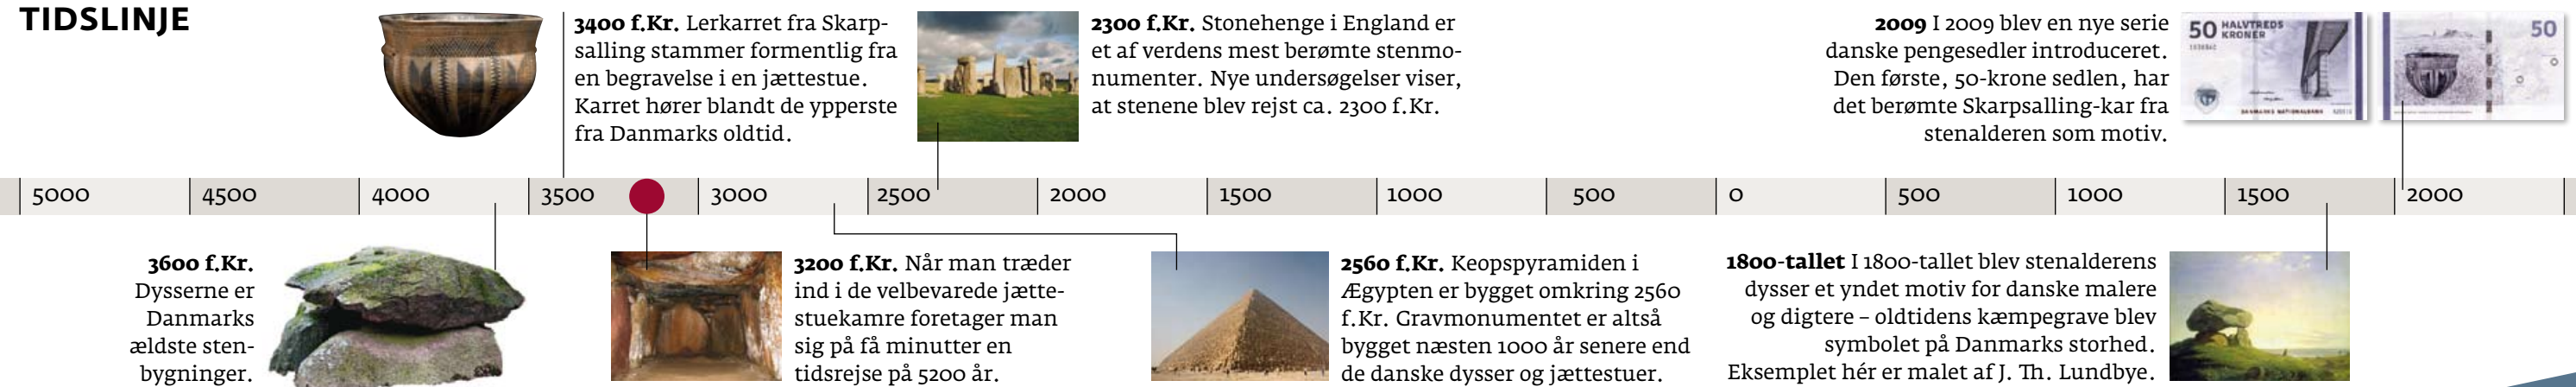 TIDSLINJE
3400 f.Kr. Lerkarret fra Skarp-
salling stammer formentlig fra
en begravelse i en jættestue.
Karret hører blandt de ypperste
fra Danmarks oldtid.
2300 f.Kr. Stonehenge i England er
et af verdens mest berømte stenmo-
numenter. Nye undersøgelser viser,
at stenene blev rejst ca. 2300 f.Kr.
2009 I 2009 blev en nye serie
danske pengesedler introduceret.
Den første, 50-krone sedlen, har
det berømte Skarpsalling-kar fra
stenalderen som motiv.
50 HALVTREDS
KRONER
DANMARKS NATIONALBANK
50
5000 4500 4000 3500 3000 2500 2000 1500 1000 500 0 500 1000 1500 2000
3600 f.Kr.
Dysserne er
Danmarks
ældste sten-
bygninger.
3200 f.Kr. Når man træder
ind i de velbevarede jætte-
stuekamre foretager man
sig på få minutter en
tidsrejse på 5200 år.
2560 f.Kr. Keopspyramiden i
Ægypten er bygget omkring 2560
f.Kr. Gravmonumentet er altså
bygget næsten 1000 år senere end
de danske dysser og jættestuer.
1800-tallet I 1800-tallet blev stenalderens
dysser et yndet motiv for danske malere
og digtere – oldtidens kæmpegrave blev
symbolet på Danmarks storhed.
Eksemplet hér er malet af J. Th. Lundbye.